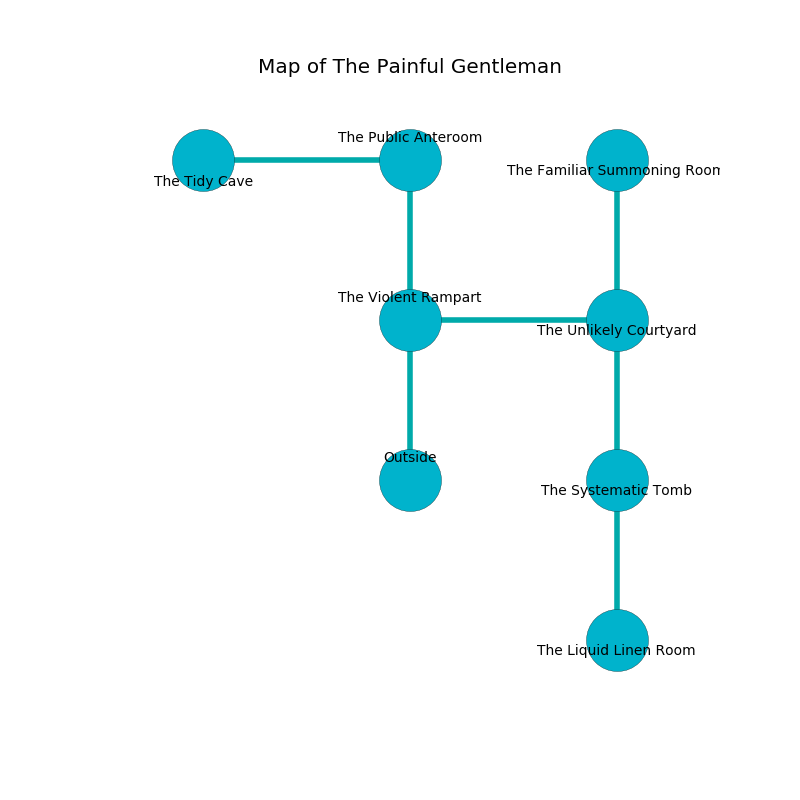 Map of The Painful Gentleman
The Public Anteroom
The Familiar Summoning Room
The Tidy Cave
The Violent Rampart
The Unlikely Courtyard
Outside
The Systematic Tomb
The Liquid Linen Room